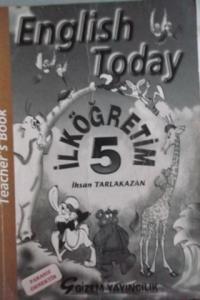 English
Today
Teacher's Book
İLKÖĞRETİM
5
İhsan TARLAKAZAN
GİZEM YAYINCILIK